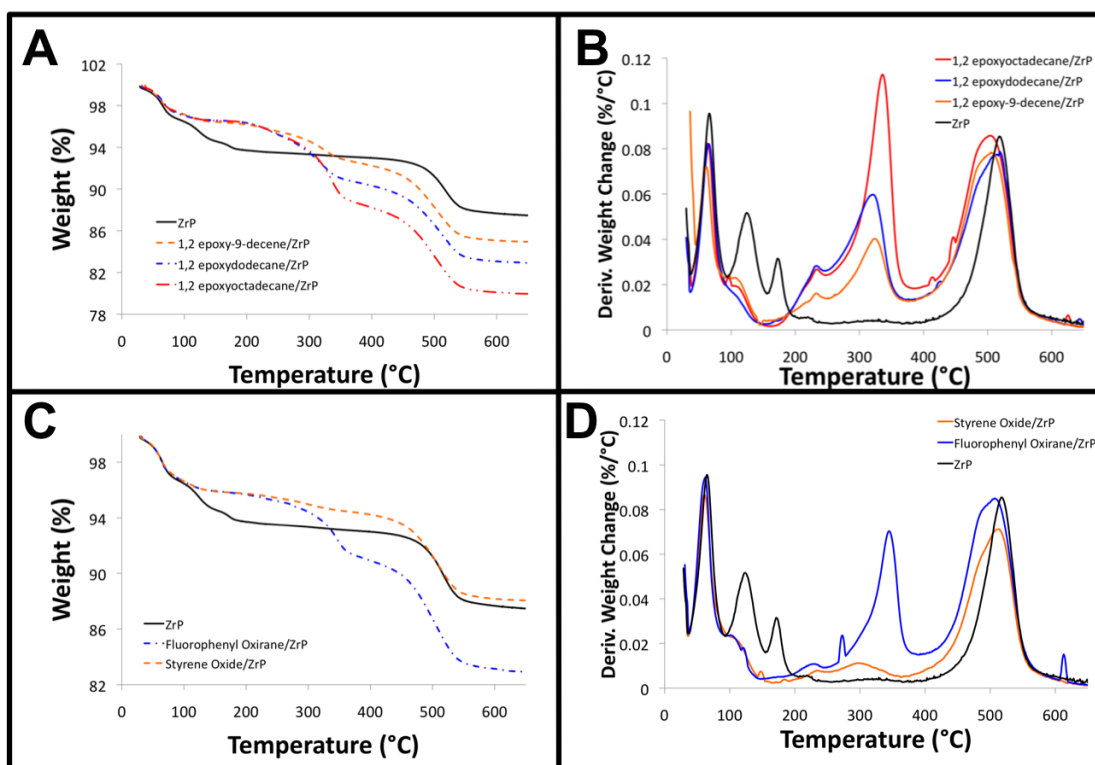 A
102
98
94
90
86
82
78
Weight (%)
ZrP
1,2 epoxy-9-decene/ZrP
1,2 epoxydodecane/ZrP
1,2 epoxyoctadecane/ZrP
0 100 200 300 400 500 600
Temperature (°C)
B
0.12
0.1
0.08
0.06
0.04
0.02
0
Deriv. Weight Change (%/°C)
1,2 epoxyoctadecane/ZrP
1,2 epoxydodecane/ZrP
1,2 epoxy-9-decene/ZrP
ZrP
0 100 200 300 400 500 600
Temperature (°C)
C
98
94
90
86
82
Weight (%)
ZrP
Fluorophenyl Oxirane/ZrP
Styrene Oxide/ZrP
0 100 200 300 400 500 600
Temperature (°C)
D
0.12
0.1
0.08
0.06
0.04
0.02
0
Deriv. Weight Change (%/°C)
Styrene Oxide/ZrP
Fluorophenyl Oxirane/ZrP
ZrP
0 100 200 300 400 500 600
Temperature (°C)